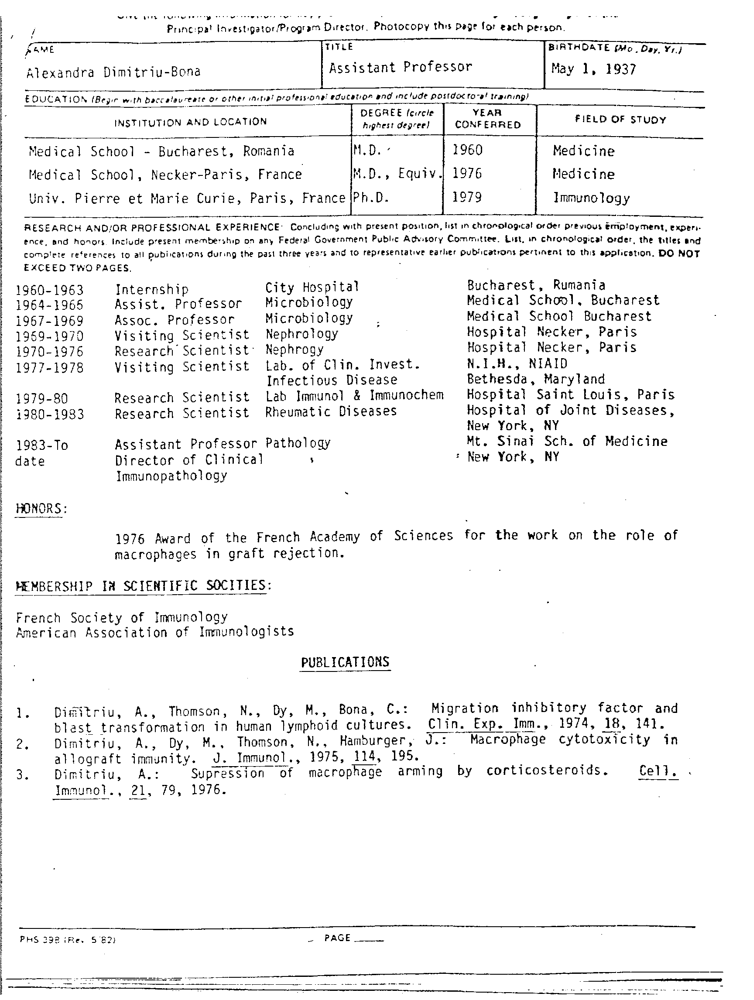 Principal Investigator/Program Director. Photocopy this page for each person.
NAME TITLE BIRTHDATE (Mo., Day, Yr.)
Alexandra Dimitriu-Bona Assistant Professor May 1, 1937
EDUCATION (Begin with baccalaureate or other initial professional education and include postdoctoral training)
INSTITUTION AND LOCATION DEGREE (circle highest degree) YEAR CONFERRED FIELD OF STUDY
Medical School - Bucharest, Romania M.D. 1960 Medicine
Medical School, Necker-Paris, France M.D., Equiv. 1976 Medicine
Univ. Pierre et Marie Curie, Paris, France Ph.D. 1979 Immunology
RESEARCH AND/OR PROFESSIONAL EXPERIENCE: Concluding with present position, list in chronological order previous employment, experi-
ence, and honors. Include present membership on any Federal Government Public Advisory Committee. List, in chronological order, the titles and
complete references to all publications during the past three years and to representative earlier publications pertinent to this application. DO NOT
EXCEED TWO PAGES.
1960-1963 Internship City Hospital Bucharest, Rumania
1964-1966 Assist. Professor Microbiology Medical School, Bucharest
1967-1969 Assoc. Professor Microbiology Medical School Bucharest
1969-1970 Visiting Scientist Nephrology Hospital Necker, Paris
1970-1976 Research Scientist Nephrogy Hospital Necker, Paris
1977-1978 Visiting Scientist Lab. of Clin. Invest. N.I.H., NIAID
Infectious Disease Bethesda, Maryland
1979-80 Research Scientist Lab Immunol & Immunochem Hospital Saint Louis, Paris
1980-1983 Research Scientist Rheumatic Diseases Hospital of Joint Diseases,
New York, NY
1983-To Assistant Professor Pathology Mt. Sinai Sch. of Medicine
date Director of Clinical New York, NY
Immunopathology
HONORS:
1976 Award of the French Academy of Sciences for the work on the role of
macrophages in graft rejection.
MEMBERSHIP IN SCIENTIFIC SOCITIES:
French Society of Immunology
American Association of Immunologists
PUBLICATIONS
1. Dimitriu, A., Thomson, N., Dy, M., Bona, C.: Migration inhibitory factor and
blast transformation in human lymphoid cultures. Clin. Exp. Imm., 1974, 18, 141.
2. Dimitriu, A., Dy, M., Thomson, N., Hamburger, J.: Macrophage cytotoxicity in
allograft immunity. J. Immunol., 1975, 114, 195.
3. Dimitriu, A.: Supression of macrophage arming by corticosteroids. Cell.
Immunol., 21, 79, 1976.
PHS 398 (Rev. 5/82) PAGE